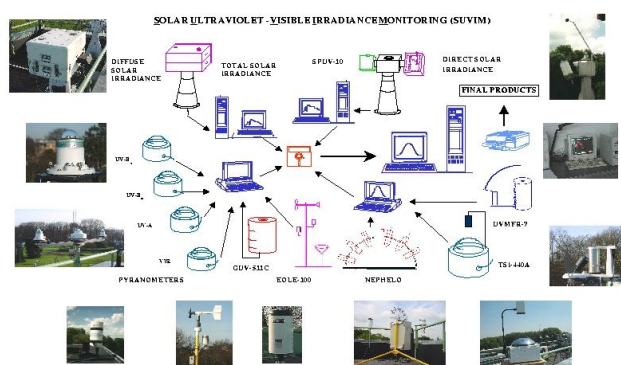 SOLAR ULTRAVIOLET - VISIBLE IRRADIANCE MONITORING (SUVIM)
DIFFUSE
SOLAR
IRRADIANCE
TOTAL SOLAR
IRRADIANCE
SPUV-10
DIRECT SOLAR
IRRADIANCE
FINAL PRODUCTS
UV-B
UV-B
UV-A
VIS
PYRANOMETERS
GUV-511C
EOLE-100
NEPHELO
UVMFR-7
TSI-440A